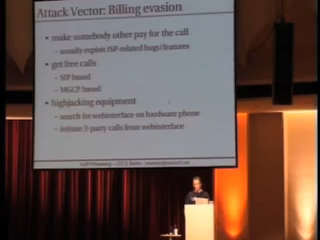 Attack Vector: Billing evasion
• make somebody other pay for the call
– usually exploit ISP-related bugs/features
• get free calls
– SIP based
– MGCP based
• highjacking equipment
– search for webinterface on hardware phone
– initiate 3-party calls from webinterface